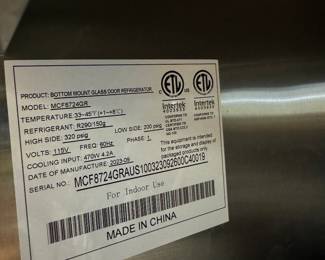 PRODUCT: BOTTOM MOUNT GLASS DOOR REFRIGERATOR
MODEL: MCF8724GR
TEMPERATURE: 33~45℉(+1~+8℃)
REFRIGERANT: R290/150g
HIGH SIDE: 320 psig LOW SIDE: 200 psig
VOLTS: 115V FREQ: 60Hz PHASE: 1
COOLING INPUT: 470W 4.2A
DATE: 2023-09
SERIAL NO.: MCF8724GRAUS100323092600C40019
For Indoor Use
MADE IN CHINA
ETL ETL
Intertek Intertek
This equipment is intended
for the storage and display
of packaged products only.